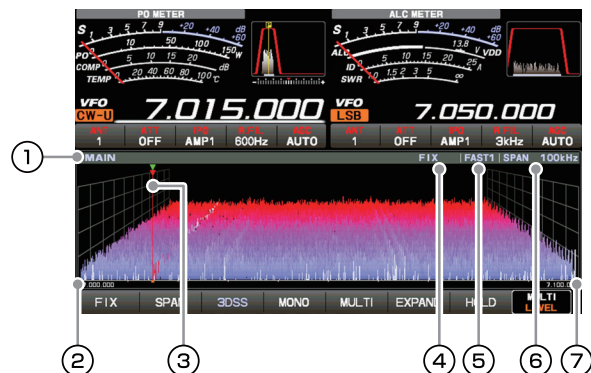 PO METER
ALC METER
S 1 3 5 7 9 +20 +40 +60 dB
PO 0 10 50 100 150 W
COMP 0 5 10 15 20 dB
TEMP 20 40 60 80 100 °C
S 1 3 5 7 9 +20 +40 +60 dB
ALC 13.8 V VDD
ID 0 5 10 15 20 25 A
SWR 1 1.5 2 3 5 ∞
VFO
CW-U
7.015.000
VFO
LSB
7.050.000
ANT ATT IPO R.FIL AGC
1 OFF AMP1 600Hz AUTO
ANT ATT IPO R.FIL AGC
1 OFF AMP1 3kHz AUTO
1
MAIN FIX FAST1 SPAN 100kHz
7.100
FIX SPAN 3DSS MONO MULTI EXPAND HOLD MULTI
LEVEL
2 3 4 5 6 7